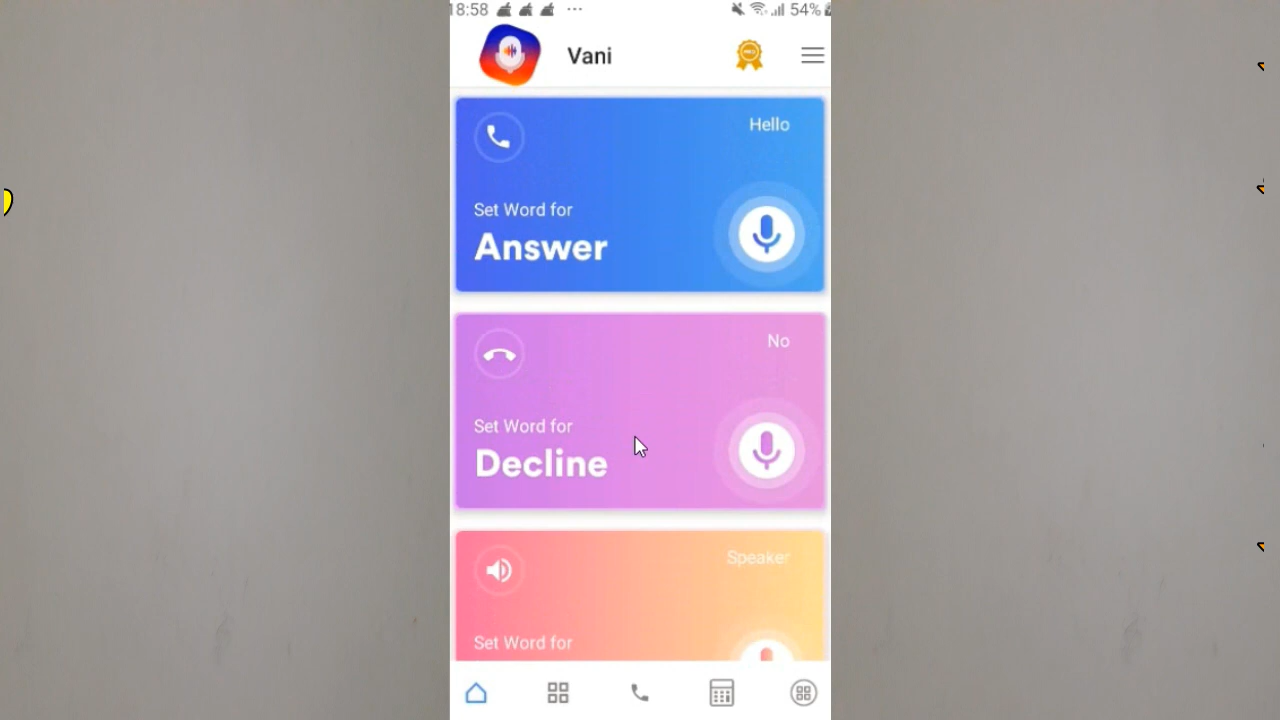 18:58 ... 54%
Vani
Hello
Set Word for
Answer
No
Set Word for
Decline
Speaker
Set Word for